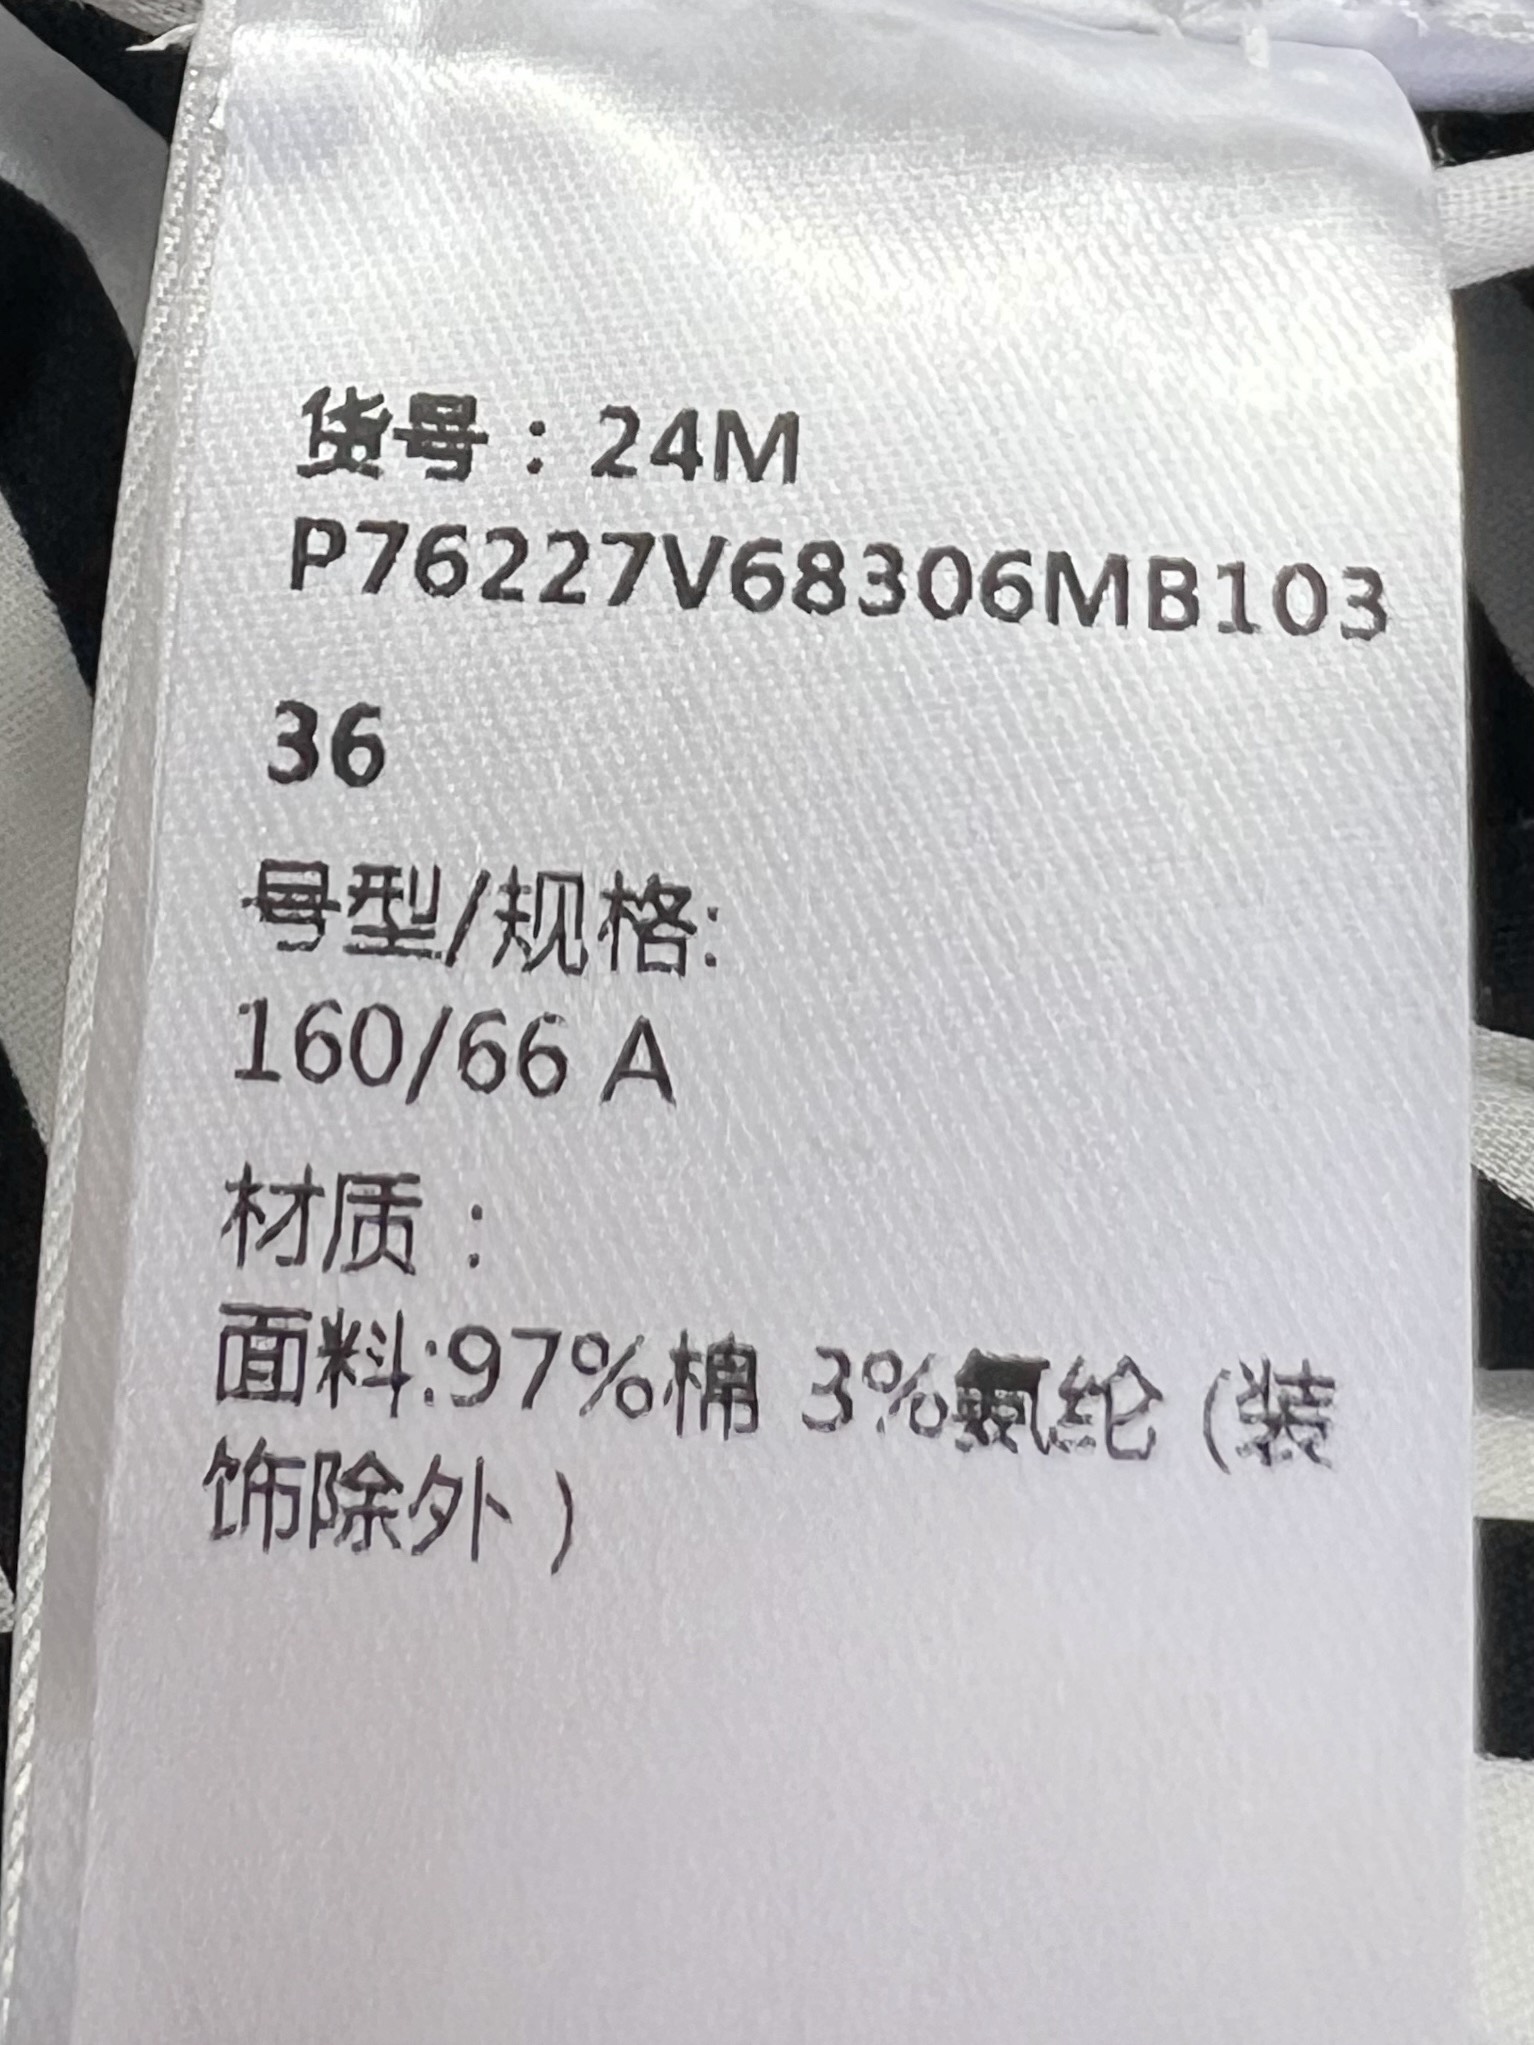 货号：24M
P76227V68306MB103
36
号型/规格:
160/66 A
材质：
面料:97%棉 3%氨纶（装
饰除外）